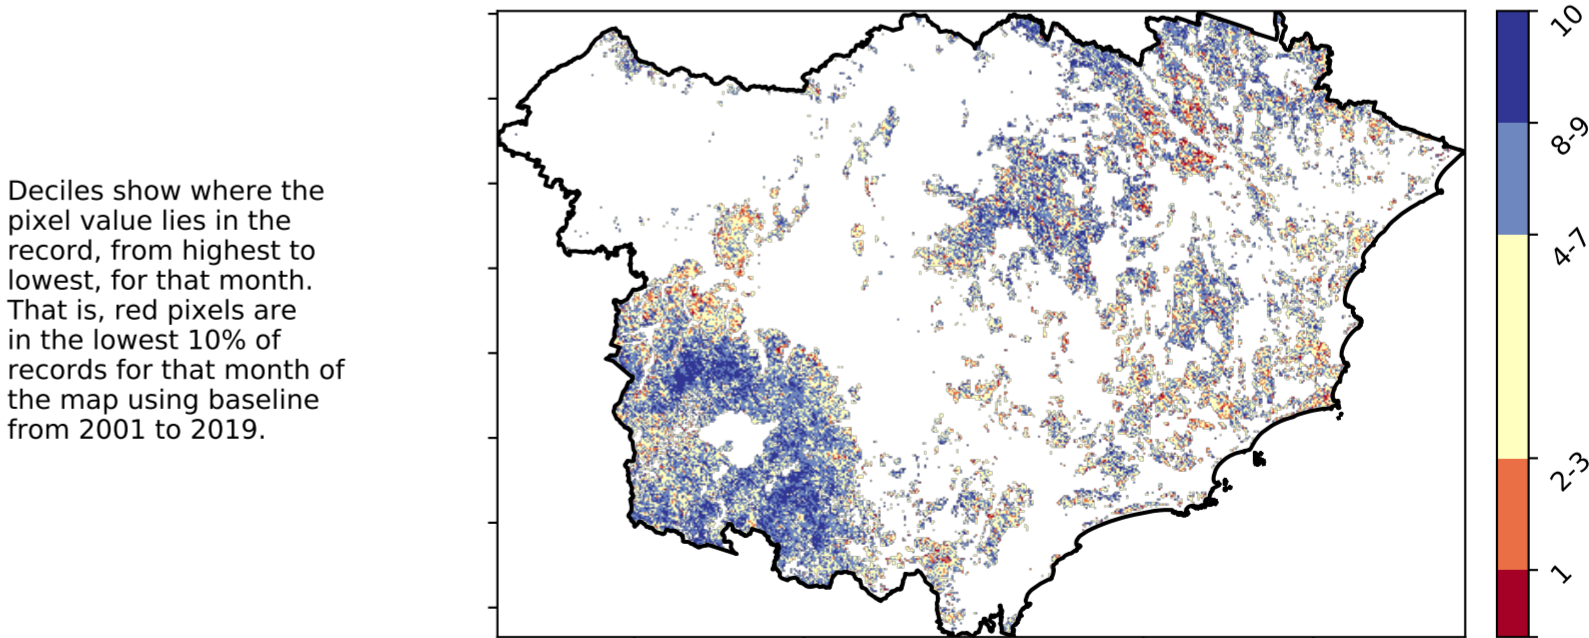 Deciles show where the
pixel value lies in the
record, from highest to
lowest, for that month.
That is, red pixels are
in the lowest 10% of
records for that month of
the map using baseline
from 2001 to 2019.
10
8-9
4-7
2-3
1